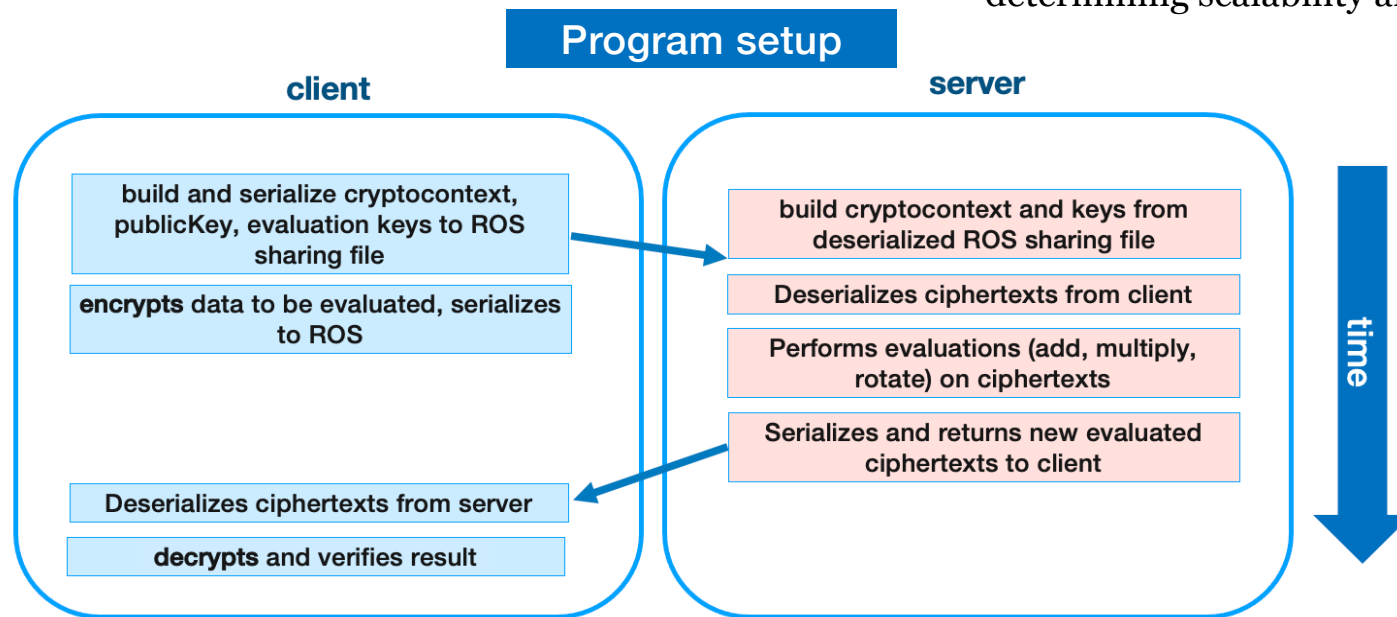 determining scalability a
Program setup
client
server
build and serialize cryptocontext,
publicKey, evaluation keys to ROS
sharing file
encrypts data to be evaluated, serializes
to ROS
Deserializes ciphertexts from server
decrypts and verifies result
build cryptocontext and keys from
deserialized ROS sharing file
Deserializes ciphertexts from client
Performs evaluations (add, multiply,
rotate) on ciphertexts
Serializes and returns new evaluated
ciphertexts to client
time